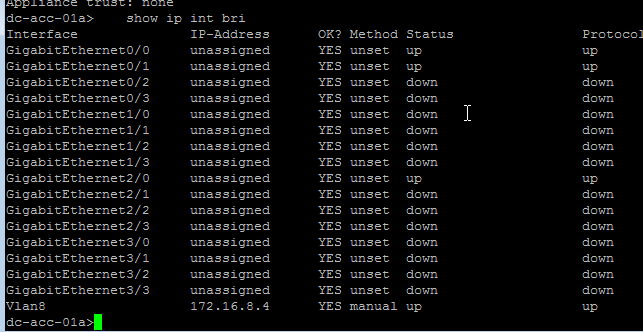 Appliance trust: none
dc-acc-01a>    show ip int bri
Interface              IP-Address      OK? Method Status                Protocol
GigabitEthernet0/0     unassigned      YES unset  up                    up
GigabitEthernet0/1     unassigned      YES unset  up                    up
GigabitEthernet0/2     unassigned      YES unset  down                  down
GigabitEthernet0/3     unassigned      YES unset  down                  down
GigabitEthernet1/0     unassigned      YES unset  down                  down
GigabitEthernet1/1     unassigned      YES unset  down                  down
GigabitEthernet1/2     unassigned      YES unset  down                  down
GigabitEthernet1/3     unassigned      YES unset  down                  down
GigabitEthernet2/0     unassigned      YES unset  up                    up
GigabitEthernet2/1     unassigned      YES unset  down                  down
GigabitEthernet2/2     unassigned      YES unset  down                  down
GigabitEthernet2/3     unassigned      YES unset  down                  down
GigabitEthernet3/0     unassigned      YES unset  down                  down
GigabitEthernet3/1     unassigned      YES unset  down                  down
GigabitEthernet3/2     unassigned      YES unset  down                  down
GigabitEthernet3/3     unassigned      YES unset  down                  down
Vlan8                  172.16.8.4      YES manual up                    up
dc-acc-01a>